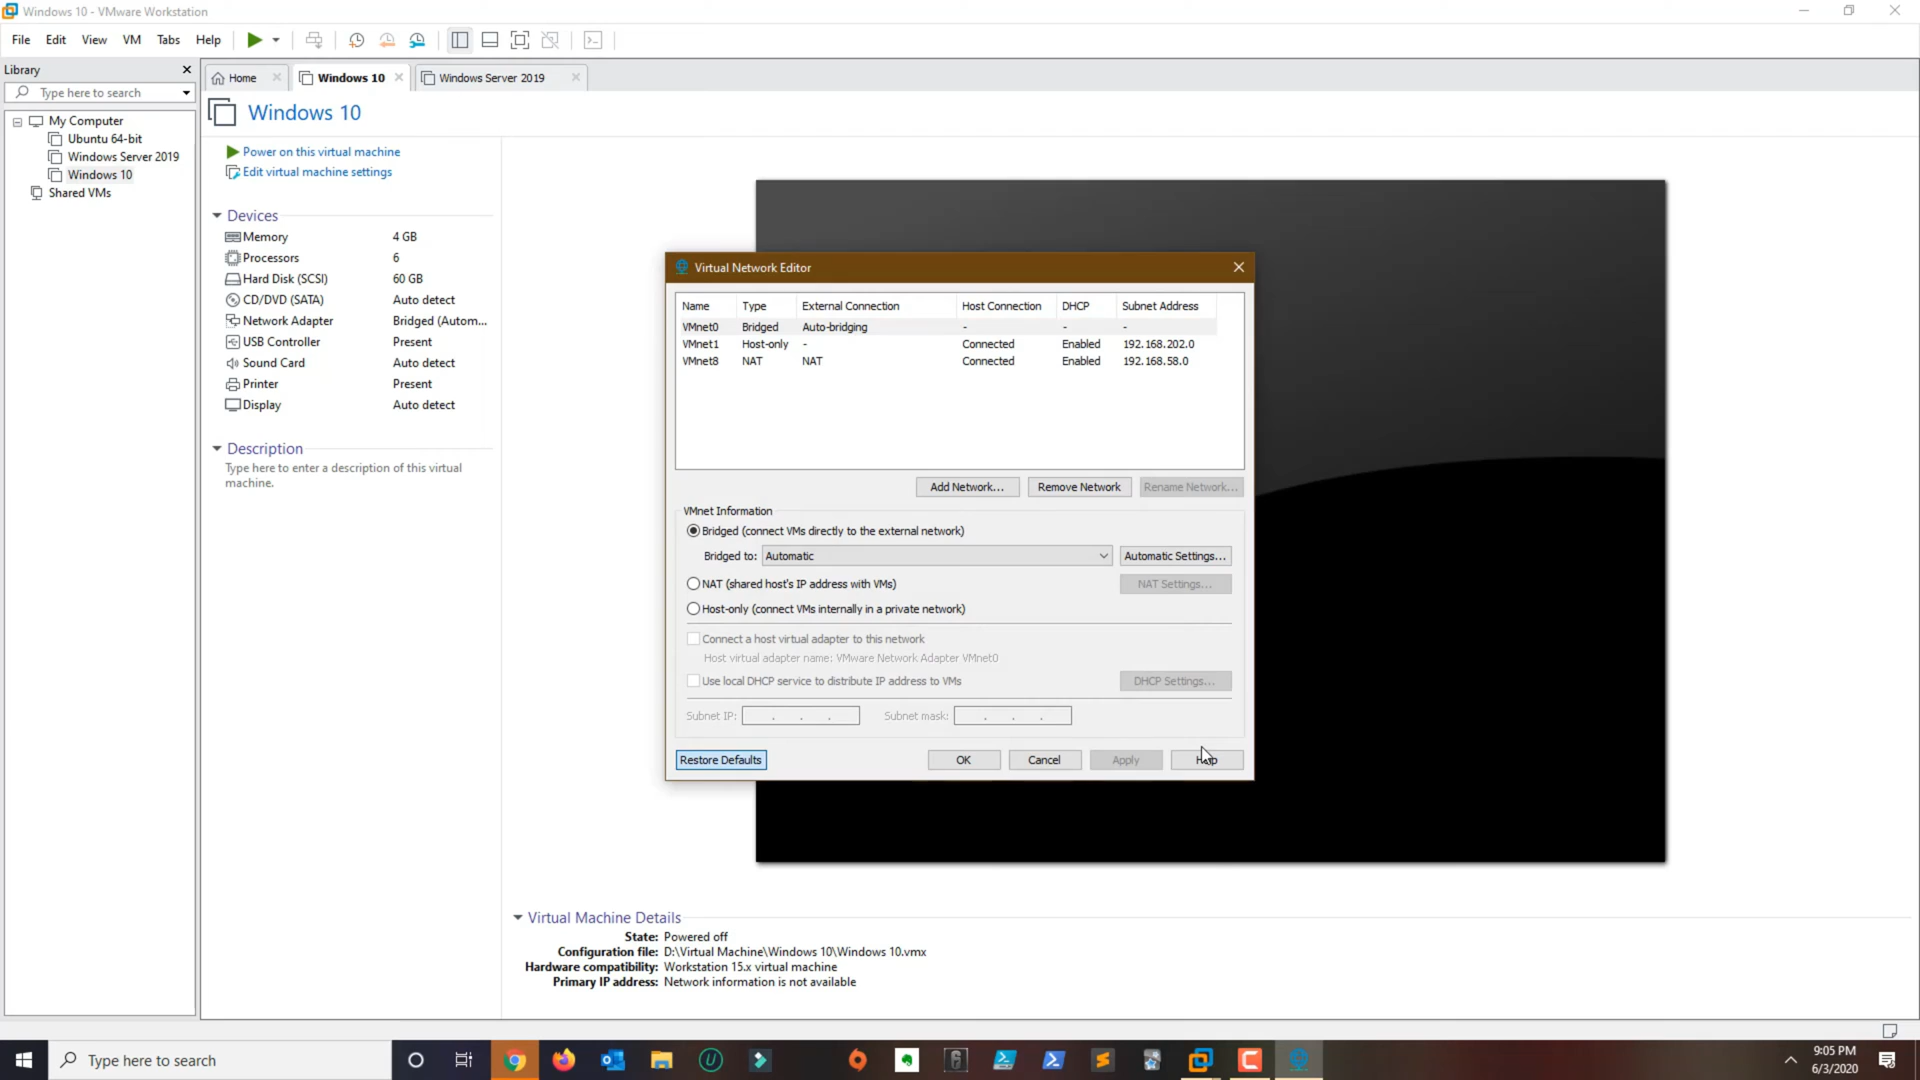 Windows 10 - VMware Workstation
File Edit View VM Tabs Help
Library
Type here to search
My Computer
Ubuntu 64-bit
Windows Server 2019
Windows 10
Shared VMs
Home
Windows 10
Windows Server 2019
Windows 10
Power on this virtual machine
Edit virtual machine settings
Devices
Memory 4 GB
Processors 6
Hard Disk (SCSI) 60 GB
CD/DVD (SATA) Auto detect
Network Adapter Bridged (Autom...
USB Controller Present
Sound Card Auto detect
Printer Present
Display Auto detect
Description
Type here to enter a description of this virtual
machine.
Virtual Network Editor
Name Type External Connection Host Connection DHCP Subnet Address
VMnet0 Bridged Auto-bridging - - -
VMnet1 Host-only - Connected Enabled 192.168.202.0
VMnet8 NAT NAT Connected Enabled 192.168.58.0
Add Network... Remove Network Rename Network...
VMnet Information
Bridged (connect VMs directly to the external network)
Bridged to: Automatic Automatic Settings...
NAT (shared host's IP address with VMs) NAT Settings...
Host-only (connect VMs internally in a private network)
Connect a host virtual adapter to this network
Host virtual adapter name: VMware Network Adapter VMnet0
Use local DHCP service to distribute IP address to VMs DHCP Settings...
Subnet IP: . . . Subnet mask: . . .
Restore Defaults OK Cancel Apply Help
Virtual Machine Details
State: Powered off
Configuration file: D:\Virtual Machine\Windows 10\Windows 10.vmx
Hardware compatibility: Workstation 15.x virtual machine
Primary IP address: Network information is not available
Type here to search
9:05 PM
6/3/2020